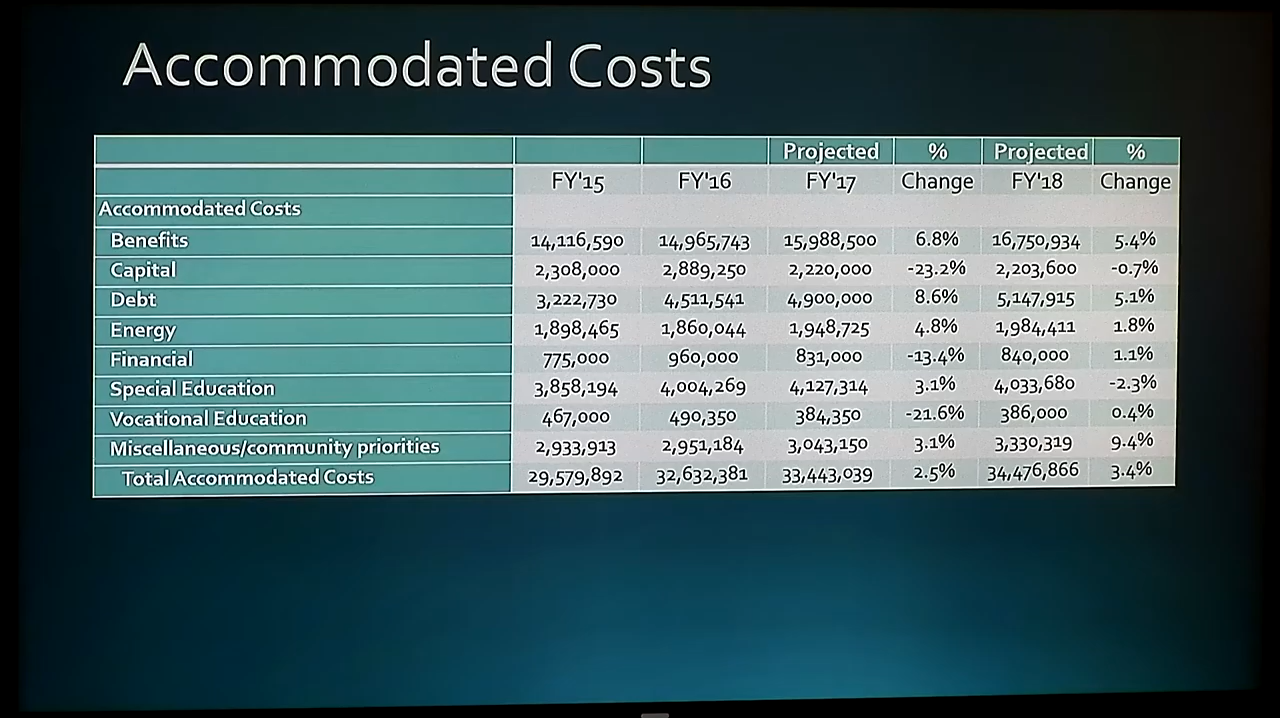 Accommodated Costs
Projected % Projected %
FY'15 FY'16 FY'17 Change FY'18 Change
Accommodated Costs
Benefits 14,116,590 14,965,743 15,988,500 6.8% 16,750,934 5.4%
Capital 2,308,000 2,889,250 2,220,000 -23.2% 2,203,600 -0.7%
Debt 3,222,730 4,511,541 4,900,000 8.6% 5,147,915 5.1%
Energy 1,898,465 1,860,044 1,948,725 4.8% 1,984,411 1.8%
Financial 775,000 960,000 831,000 -13.4% 840,000 1.1%
Special Education 3,858,194 4,004,269 4,127,314 3.1% 4,033,680 -2.3%
Vocational Education 467,000 490,350 384,350 -21.6% 386,000 0.4%
Miscellaneous/community priorities 2,933,913 2,951,184 3,043,150 3.1% 3,330,319 9.4%
Total Accommodated Costs 29,579,892 32,632,381 33,443,039 2.5% 34,476,866 3.4%